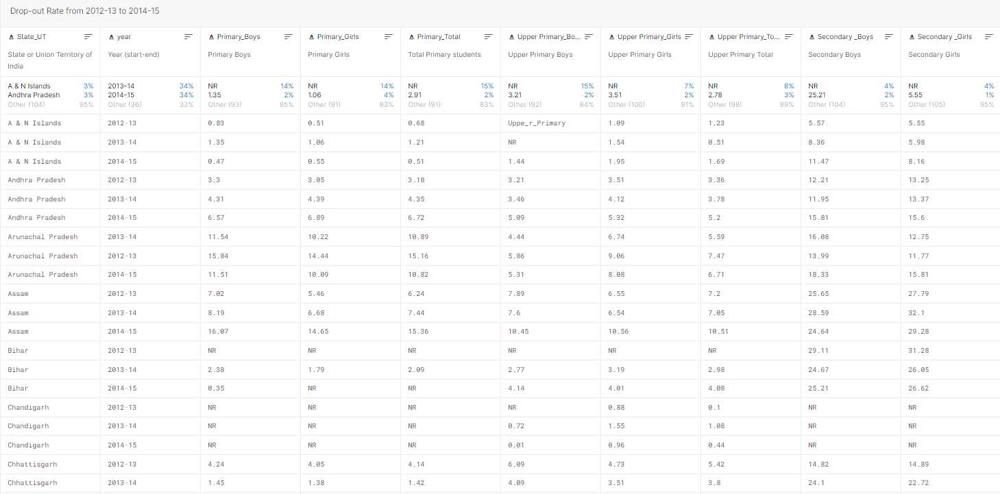 Drop-out Rate from 2012-13 to 2014-15
State_UT year Primary_Boys Primary_Girls Primary_Total Upper Primary_Bo... Upper Primary_Girls Upper Primary_To... Secondary _Boys Secondary _Girls
State or Union Territory of India Year (start-end) Primary Boys Primary Girls Total Primary students Upper Primary Boys Upper Primary Girls Upper Primary Total Secondary Boys Secondary Girls
A & N Islands 3% 2013-14 34% NR 14% NR 14% NR 15% NR 15% NR 7% NR 8% NR 4% NR 4%
Andhra Pradesh 3% 2014-15 34% 1.35 2% 1.06 4% 2.91 2% 3.21 2% 3.51 2% 2.78 3% 25.21 2% 5.55 1%
Other (104) 95% Other (36) 33% Other (93) 85% Other (91) 83% Other (91) 83% Other (92) 84% Other (100) 91% Other (98) 89% Other (104) 95% Other (105) 95%
A & N Islands 2012-13 0.83 0.51 0.68 Uppe_r_Primary 1.09 1.23 5.57 5.55
A & N Islands 2013-14 1.35 1.06 1.21 NR 1.54 0.51 8.36 5.98
A & N Islands 2014-15 0.47 0.55 0.51 1.44 1.95 1.69 11.47 8.16
Andhra Pradesh 2012-13 3.3 3.05 3.18 3.21 3.51 3.36 12.21 13.25
Andhra Pradesh 2013-14 4.31 4.39 4.35 3.46 4.12 3.78 11.95 13.37
Andhra Pradesh 2014-15 6.57 6.89 6.72 5.09 5.32 5.2 15.81 15.6
Arunachal Pradesh 2013-14 11.54 10.22 10.89 4.44 6.74 5.59 16.08 12.75
Arunachal Pradesh 2012-13 15.84 14.44 15.16 5.86 9.06 7.47 13.99 11.77
Arunachal Pradesh 2014-15 11.51 10.09 10.82 5.31 8.08 6.71 18.33 15.81
Assam 2012-13 7.02 5.46 6.24 7.89 6.55 7.2 25.65 27.79
Assam 2013-14 8.19 6.68 7.44 7.6 6.54 7.05 28.59 32.1
Assam 2014-15 16.07 14.65 15.36 10.45 10.56 10.51 24.64 29.28
Bihar 2012-13 NR NR NR NR NR NR 29.11 31.28
Bihar 2013-14 2.38 1.79 2.09 2.77 3.19 2.98 24.67 26.05
Bihar 2014-15 0.35 NR NR 4.14 4.01 4.08 25.21 26.62
Chandigarh 2012-13 NR NR NR NR 0.88 0.1 NR NR
Chandigarh 2013-14 NR NR NR 0.72 1.55 1.08 NR NR
Chandigarh 2014-15 NR NR NR 0.01 0.96 0.44 NR NR
Chhattisgarh 2012-13 4.24 4.05 4.14 6.09 4.73 5.42 14.82 14.89
Chhattisgarh 2013-14 1.45 1.38 1.42 4.09 3.51 3.8 24.1 22.72